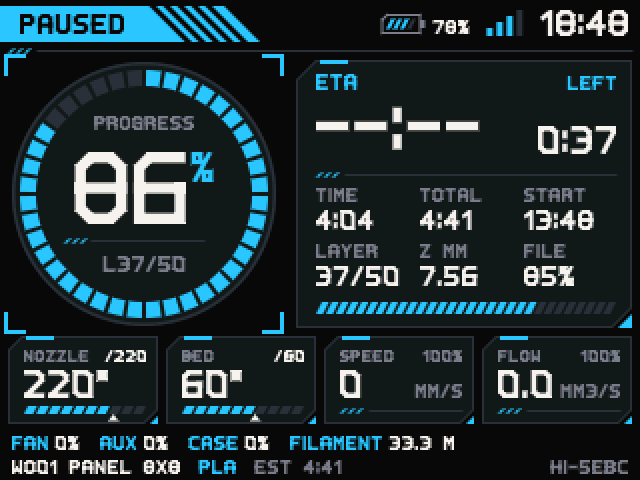 PAUSED
78%
18:48
PROGRESS
86%
L37/50
ETA
LEFT
--:--
0:37
TIME TOTAL START
4:04 4:41 13:48
LAYER Z MM FILE
37/50 7.56 85%
NOZZLE /220
220°
BED /60
60°
SPEED 100%
0 MM/S
FLOW 100%
0.0 MM3/S
FAN 0% AUX 0% CASE 0% FILAMENT 33.3 M
W001 PANEL 8X8 PLA EST 4:41 HI-5EBC